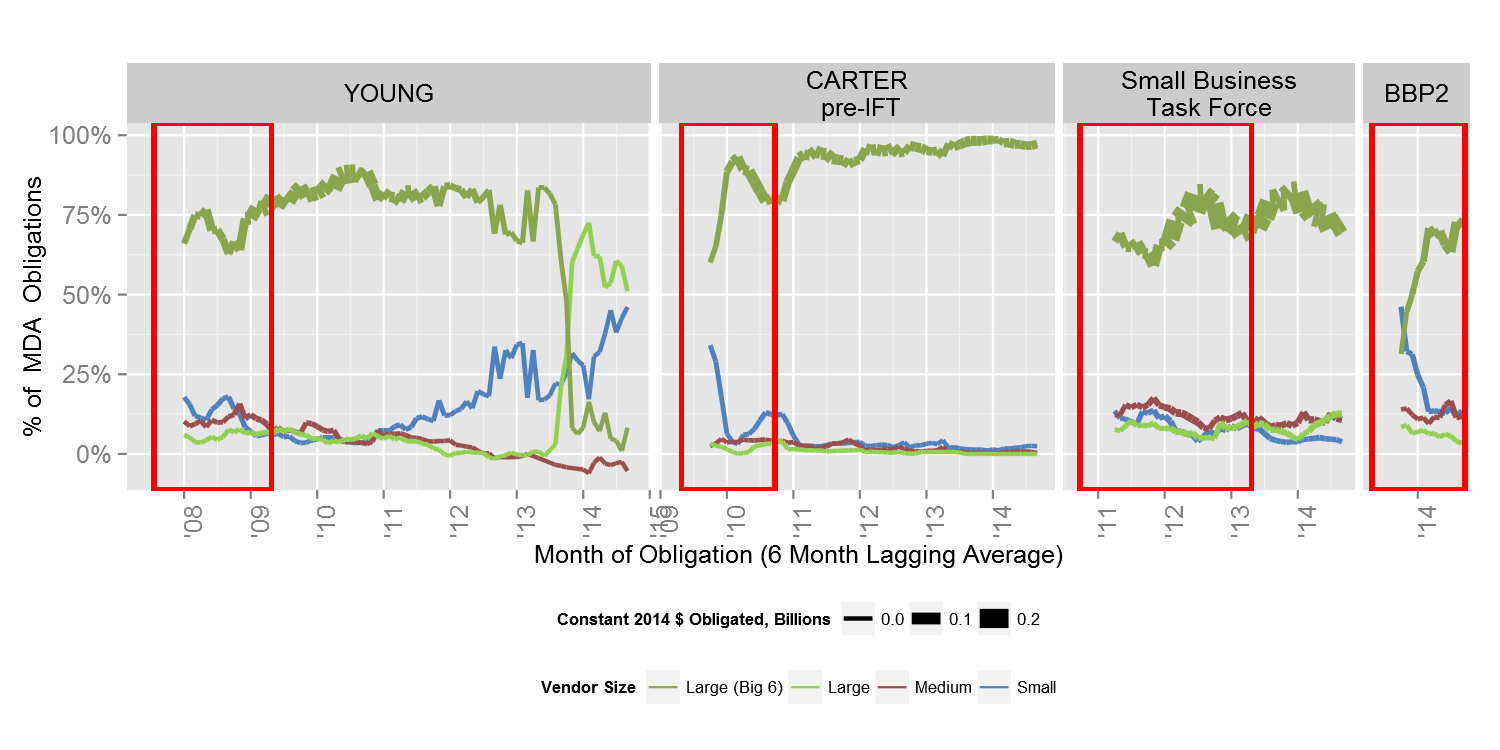 YOUNG
CARTER
pre-IFT
Small Business
Task Force
BBP2
% of MDA Obligations
100%
75%
50%
25%
0%
'08
'09
'10
'11
'12
'13
'14
'15
'09
'10
'11
'12
'13
'14
'11
'12
'13
'14
'14
Month of Obligation (6 Month Lagging Average)
Constant 2014 $ Obligated, Billions 0.0 0.1 0.2
Vendor Size Large (Big 6) Large Medium Small